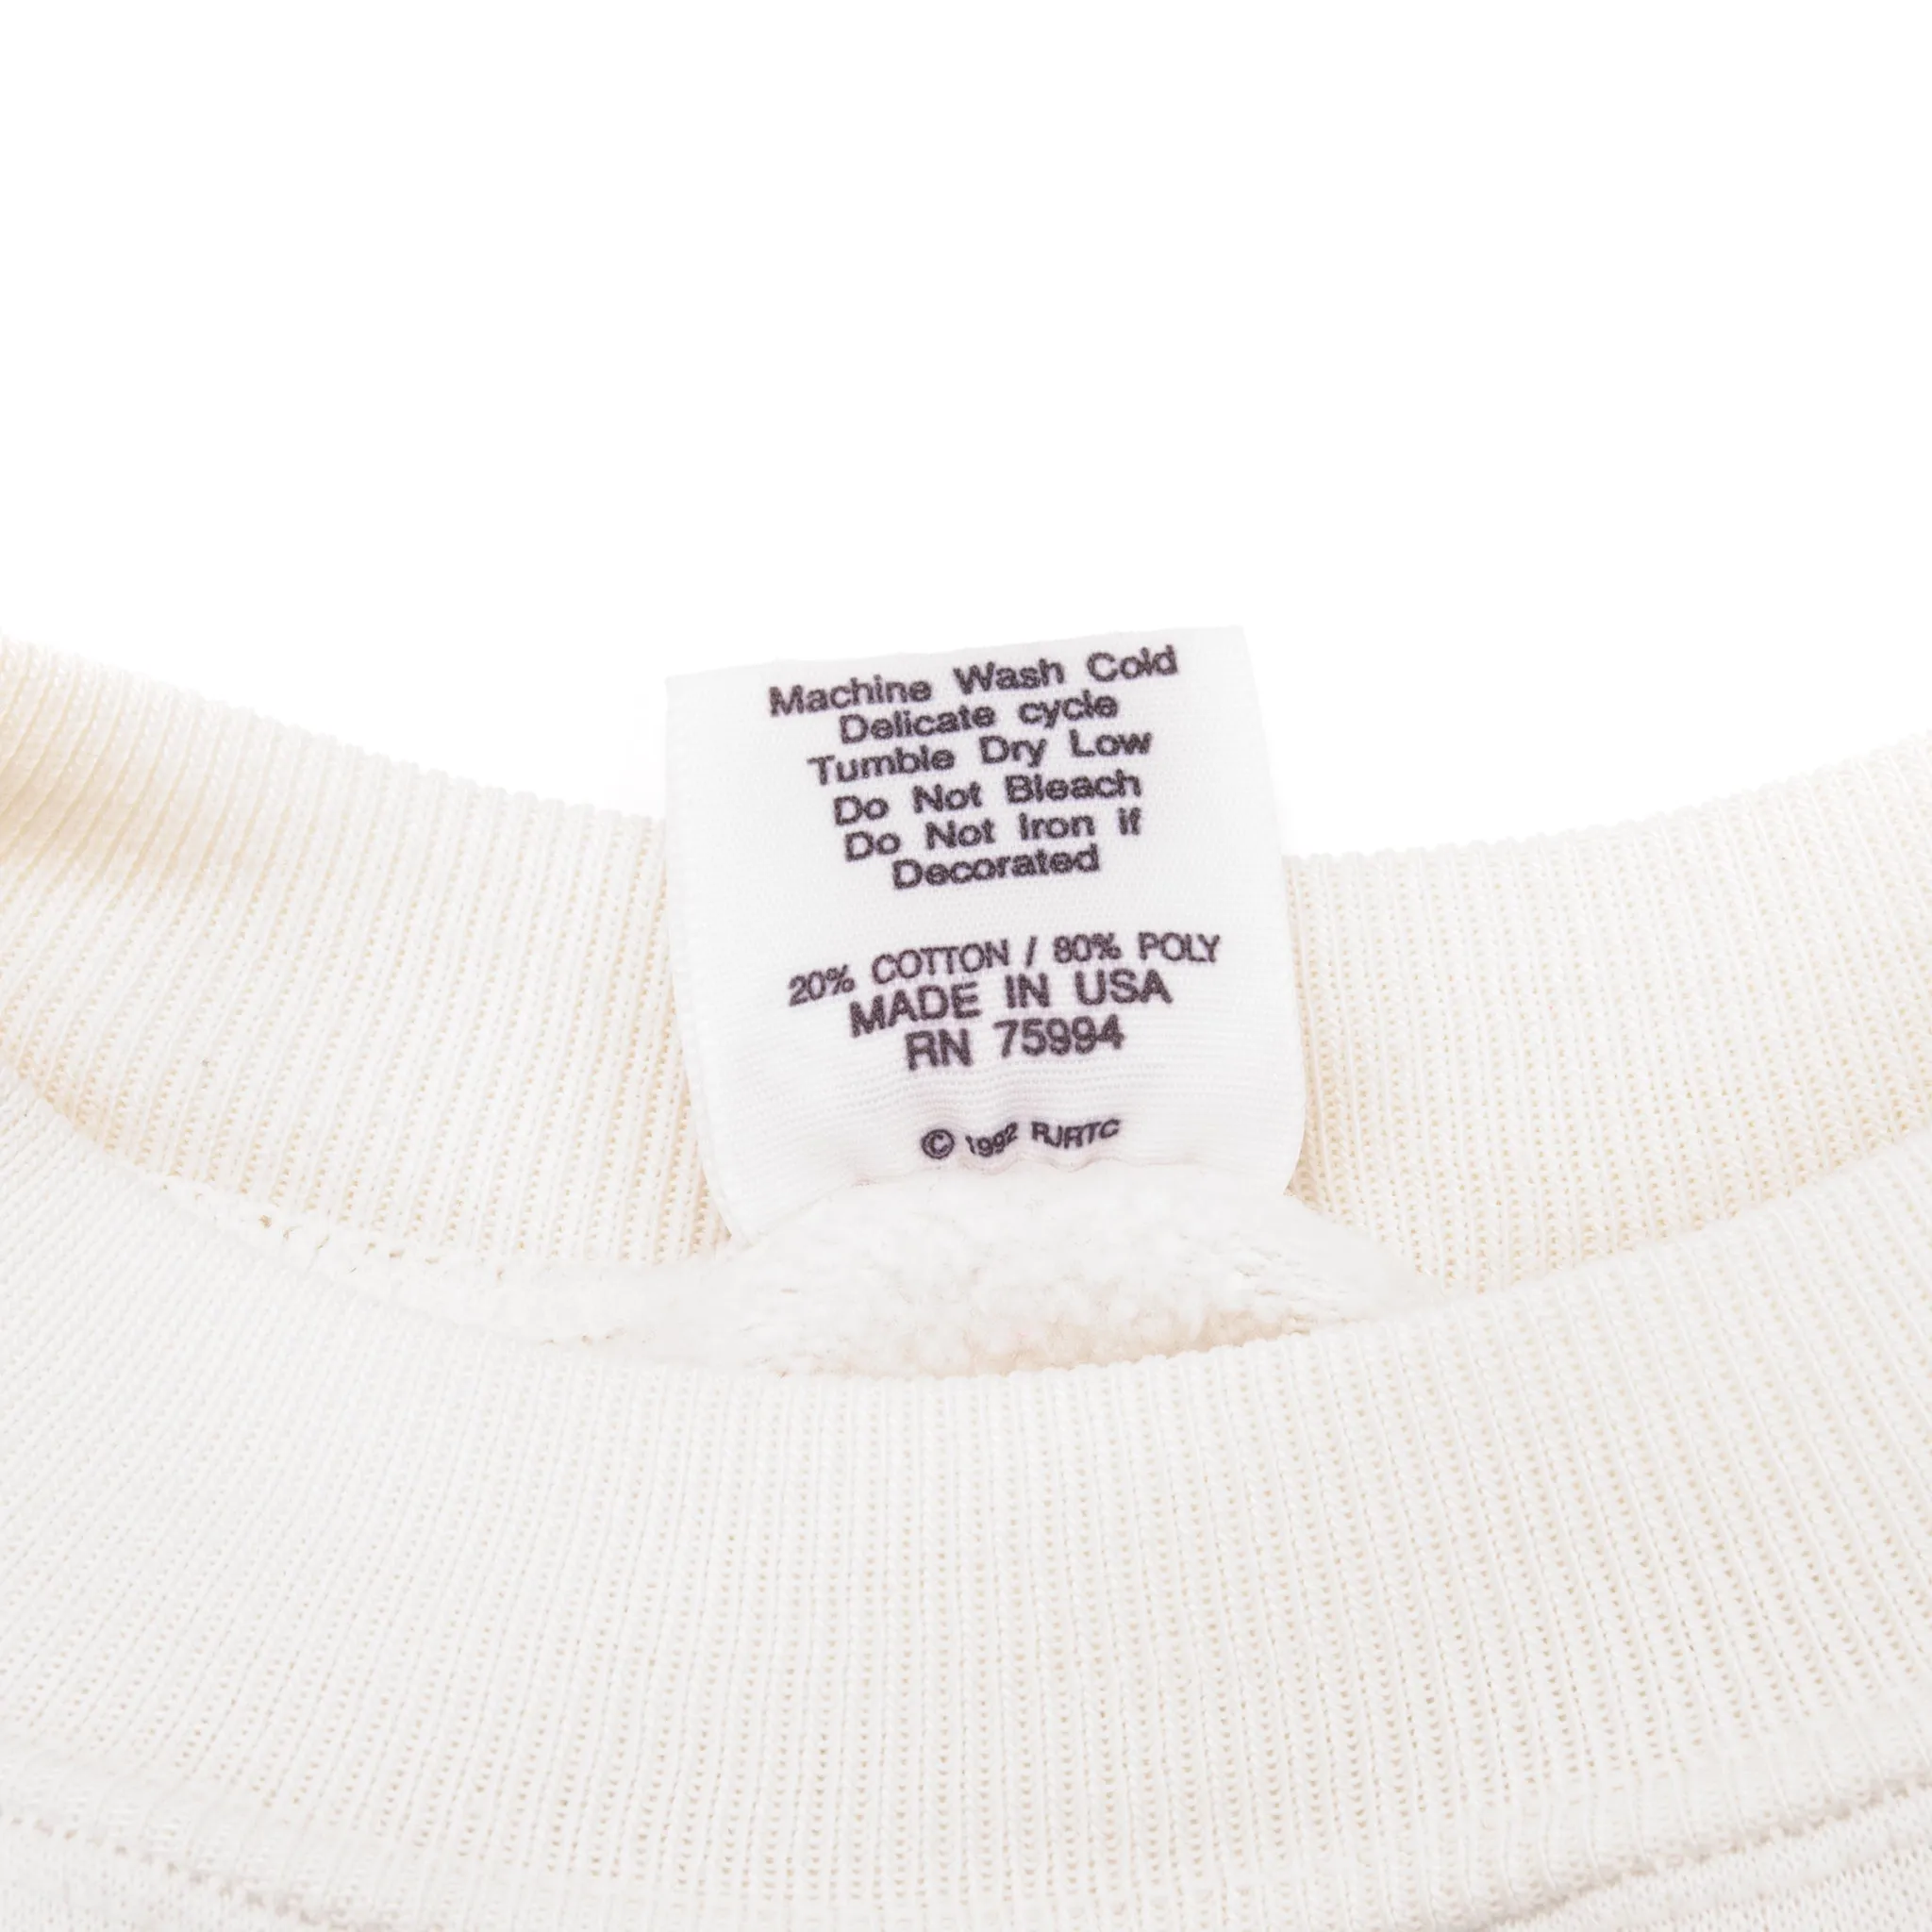 Machine Wash Cold
Delicate cycle
Tumble Dry Low
Do Not Bleach
Do Not Iron if
Decorated
20% COTTON / 80% POLY
MADE IN USA
RN 75994
© 1992 RJRTC